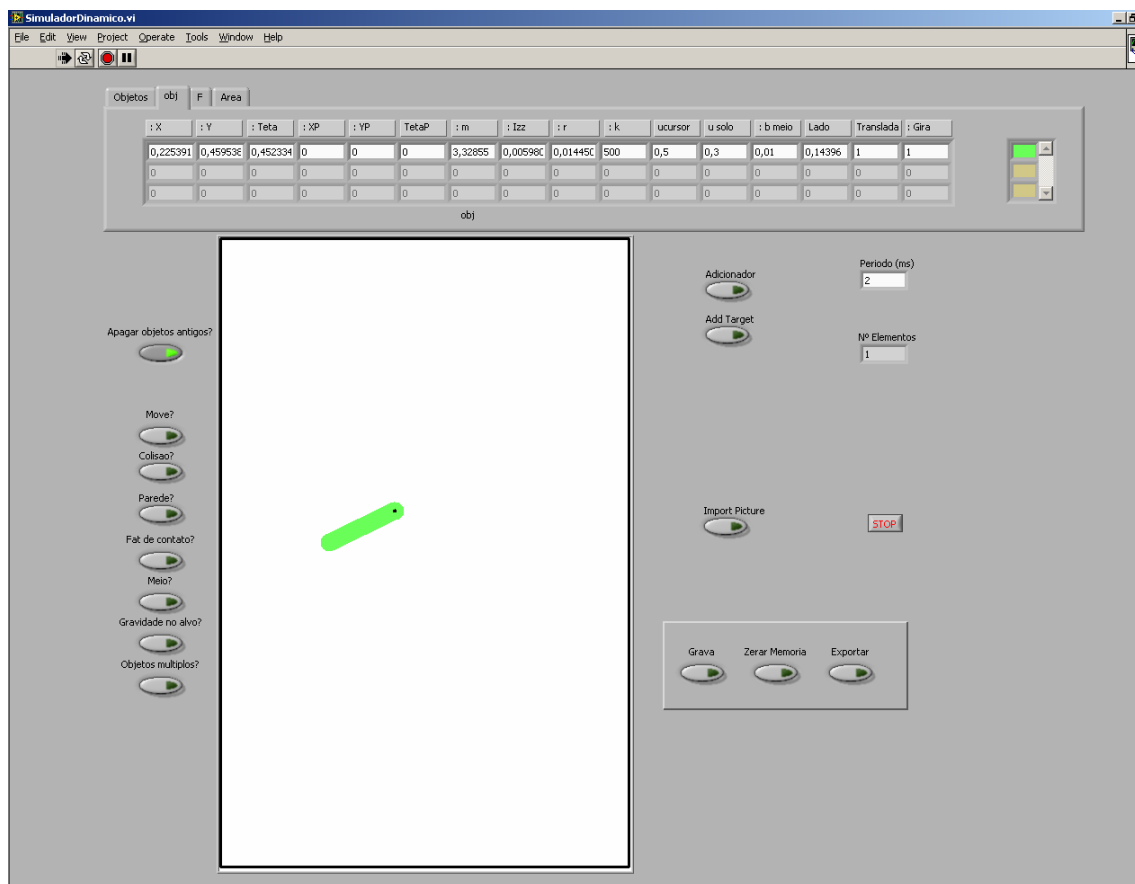 SimuladorDinamico.vi
File Edit View Project Operate Tools Window Help
Objetos obj F Area
: X : Y : Teta : XP : YP TetaP : m : Izz : r : k ucursor u solo : b meio Lado Translada : Gira
0,225391 0,459538 0,452334 0 0 0 3,32855 0,005980 0,014450 500 0,5 0,3 0,01 0,14396 1 1
0 0 0 0 0 0 0 0 0 0 0 0 0 0 0 0
0 0 0 0 0 0 0 0 0 0 0 0 0 0 0 0
obj
Adicionador
Periodo (ms)
2
Add Target
Apagar objetos antigos?
Nº Elementos
1
Move?
Colisao?
Parede?
Import Picture
STOP
Fat de contato?
Meio?
Gravidade no alvo?
Grava Zerar Memoria Exportar
Objetos multiplos?